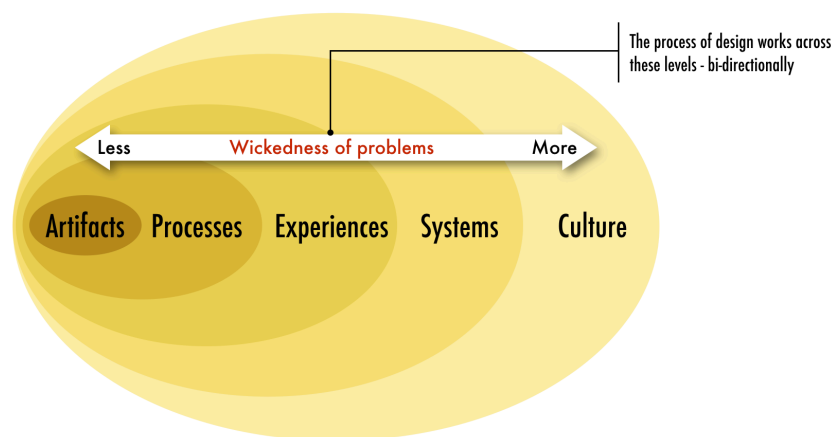 The process of design works across
these levels - bi-directionally
Less Wickedness of problems More
Artifacts Processes Experiences Systems Culture